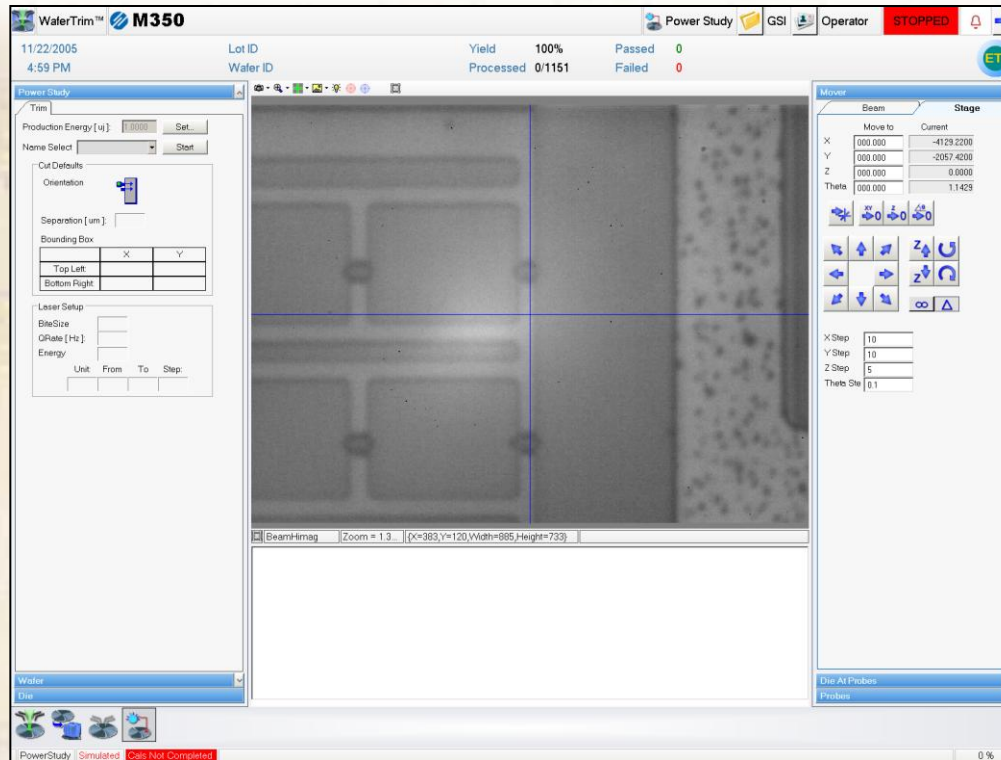 WaferTrim™ M350 Power Study GSI Operator STOPPED
11/22/2005 Lot ID Yield 100% Passed 0
4:59 PM Wafer ID Processed 0/1151 Failed 0
ET
Power Study
Trim
Production Energy [ uj ]: 1.0000 Set...
Name Select Start
Cut Defaults
Orientation
Separation [ um ]:
Bounding Box
X Y
Top Left:
Bottom Right:
Laser Setup
BiteSize
QRate [ Hz ]:
Energy
Unit: From To Step:
Wafer
Die
BeamHimag Zoom = 1.3... {X=383,Y=120,Width=885,Height=733}
Mover
Beam Stage
Move to Current
X 000.000 -4129.2200
Y 000.000 -2057.4200
Z 000.000 0.0000
Theta 000.000 1.1429
XY 0 Z 0 Δθ 0
Z
Z
∞ Δ
X Step 10
Y Step 10
Z Step 5
Theta Ste 0.1
Die At Probes
Probes
PowerStudy Simulated Cals Not Completed 0 %